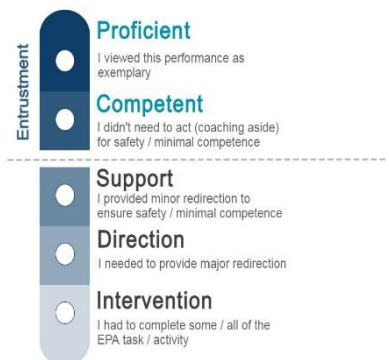 Entrustment
Proficient
I viewed this performance as
exemplary
Competent
I didn't need to act (coaching aside)
for safety / minimal competence
Support
I provided minor redirection to
ensure safety / minimal competence
Direction
I needed to provide major redirection
Intervention
I had to complete some / all of the
EPA task / activity